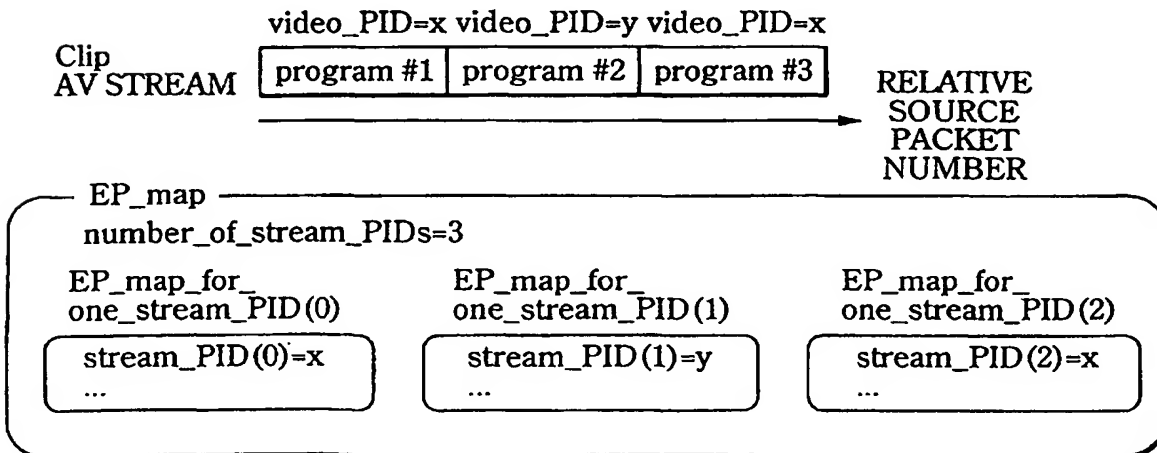 video_PID=x video_PID=y video_PID=x
Clip
AV STREAM
program #1 program #2 program #3
RELATIVE
SOURCE
PACKET
NUMBER
EP_map
number_of_stream_PIDs=3
EP_map_for_
one_stream_PID(0)
stream_PID(0)=x
...
EP_map_for_
one_stream_PID(1)
stream_PID(1)=y
...
EP_map_for_
one_stream_PID(2)
stream_PID(2)=x
...